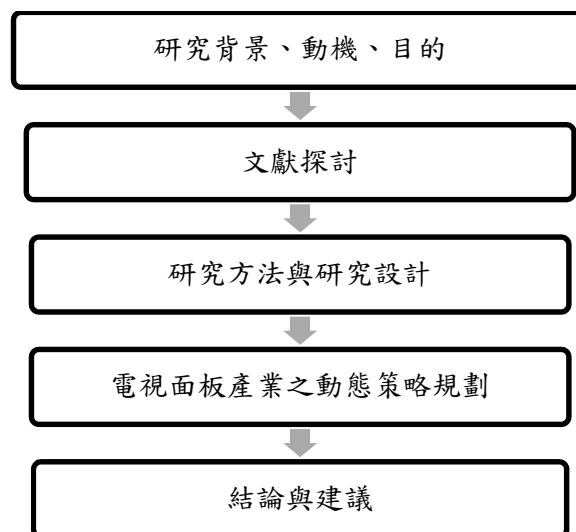 研究背景、動機、目的
文獻探討
研究方法與研究設計
電視面板產業之動態策略規劃
結論與建議